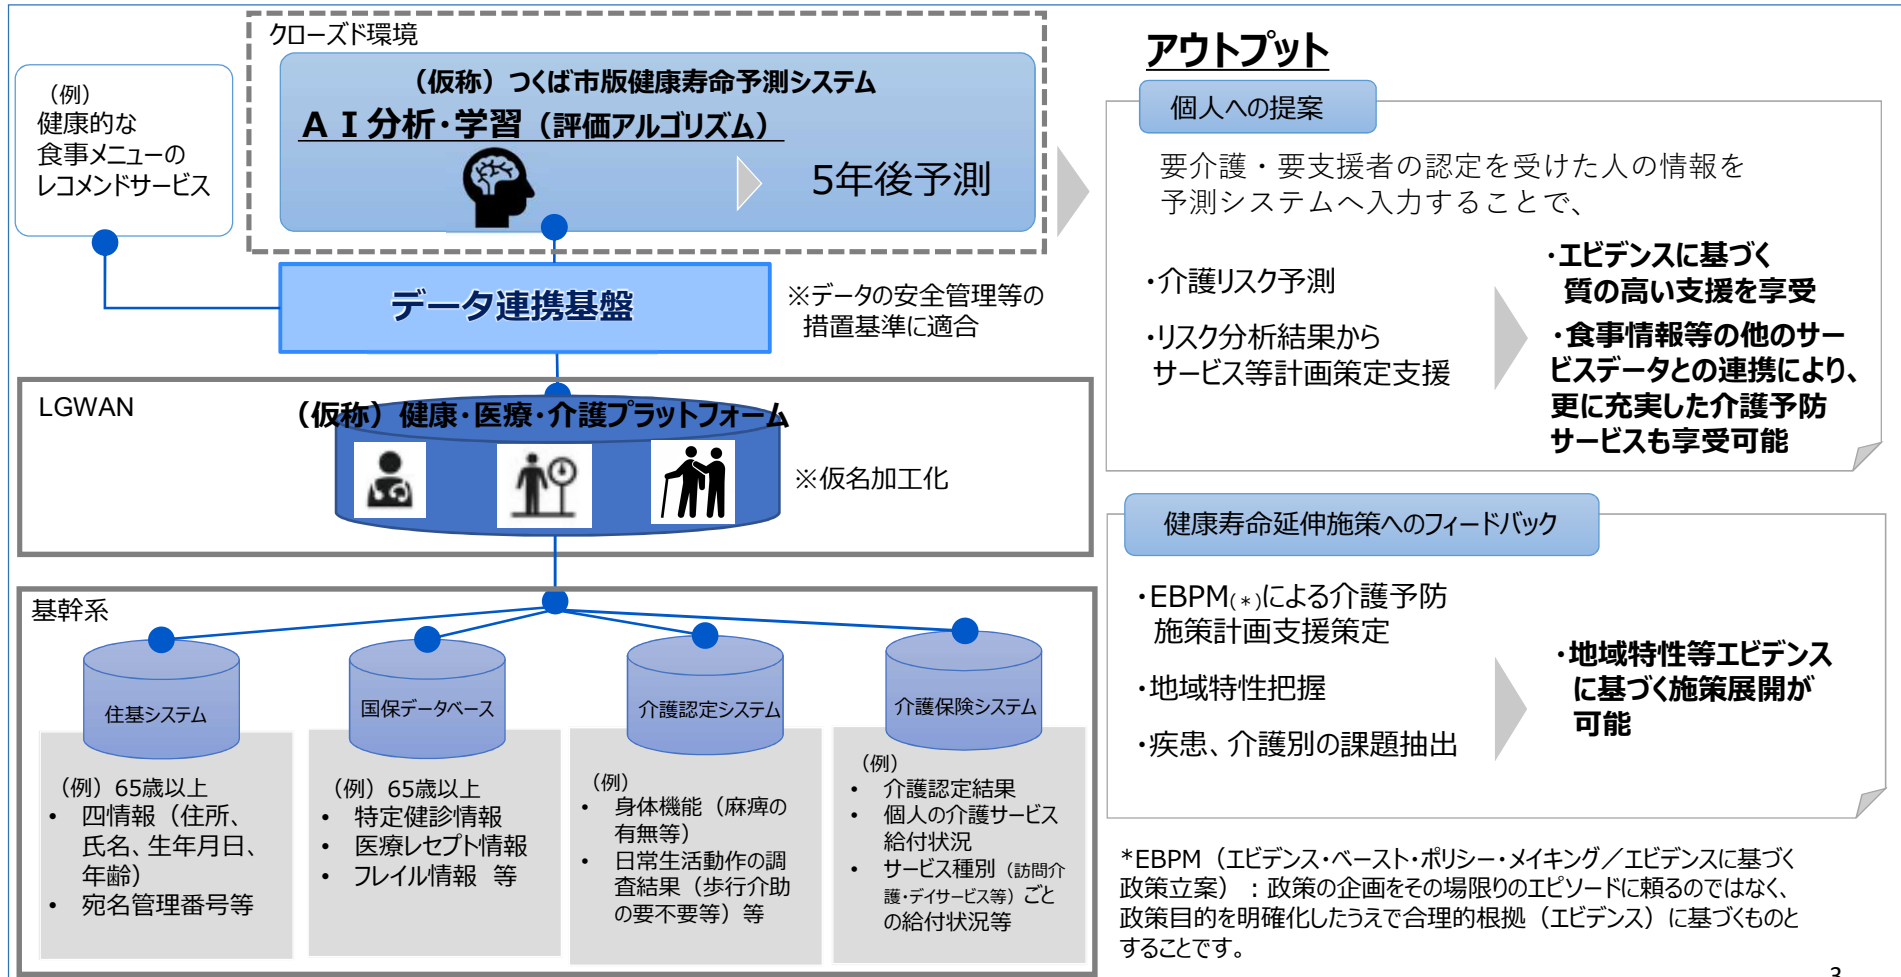 クローズド環境
（仮称）つくば市版健康寿命予測システム
ＡＩ分析・学習（評価アルゴリズム）
5年後予測
（例）
健康的な
食事メニューの
レコメンドサービス
データ連携基盤
※データの安全管理等の
措置基準に適合
LGWAN
（仮称）健康・医療・介護プラットフォーム
※仮名加工化
基幹系
住基システム
（例）65歳以上
• 四情報（住所、
氏名、生年月日、
年齢）
• 宛名管理番号等
国保データベース
（例）65歳以上
• 特定健診情報
• 医療レセプト情報
• フレイル情報 等
介護認定システム
（例）
• 身体機能（麻痺の
有無等）
• 日常生活動作の調
査結果（歩行介助
の要不要等）等
介護保険システム
（例）
• 介護認定結果
• 個人の介護サービス
給付状況
• サービス種別（訪問介
護・デイサービス等）ごと
の給付状況等
アウトプット
個人への提案
要介護・要支援者の認定を受けた人の情報を
予測システムへ入力することで、
・介護リスク予測
・リスク分析結果から
サービス等計画策定支援
・エビデンスに基づく
質の高い支援を享受
・食事情報等の他のサー
ビスデータとの連携により、
更に充実した介護予防
サービスも享受可能
健康寿命延伸施策へのフィードバック
・EBPM(*)による介護予防
施策計画支援策定
・地域特性把握
・疾患、介護別の課題抽出
・地域特性等エビデンス
に基づく施策展開が
可能
*EBPM（エビデンス・ベースト・ポリシー・メイキング／エビデンスに基づく
政策立案）：政策の企画をその場限りのエピソードに頼るのではなく、
政策目的を明確化したうえで合理的根拠（エビデンス）に基づくものと
することです。
3